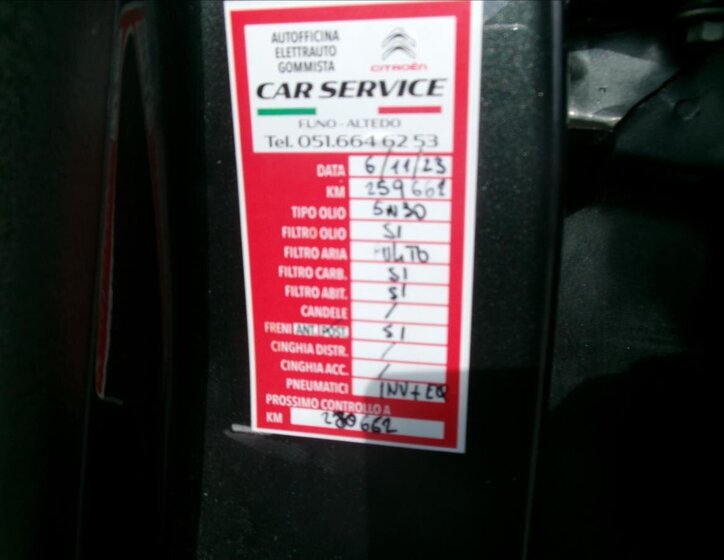 AUTOFFICINA
ELETTRAUTO
GOMMISTA
CITROËN
CAR SERVICE
FUNO - ALTEDO
Tel. 051.664 62 53
DATA 6/11/23
KM 259661
TIPO OLIO 5W30
FILTRO OLIO SI
FILTRO ARIA
FILTRO CARB. SI
FILTRO ABIT. SI
CANDELE /
FRENI ANT. POST. SI
CINGHIA DISTR. /
CINGHIA ACC. /
PNEUMATICI INV + EQ
PROSSIMO CONTROLLO A
KM 280662